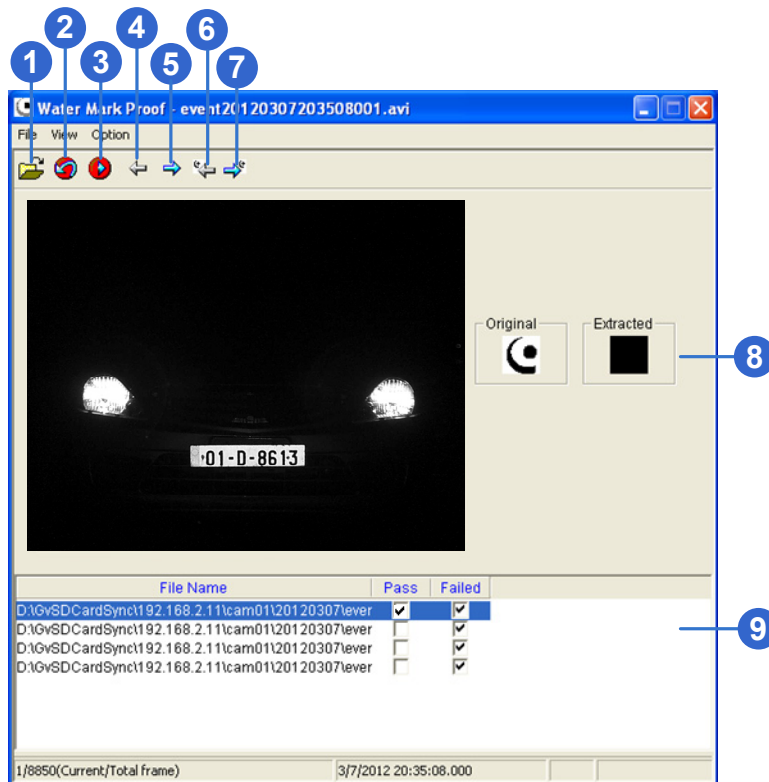 2 4 6
1 3 5 7
Water Mark Proof - event20120307203508001.avi
File View Option
Original Extracted
8
01-D-8613
File Name Pass Failed
D:\GvSDCardSync\192.168.2.11\cam01\20120307\ever
D:\GvSDCardSync\192.168.2.11\cam01\20120307\ever
9
D:\GvSDCardSync\192.168.2.11\cam01\20120307\ever
D:\GvSDCardSync\192.168.2.11\cam01\20120307\ever
1/8850(Current/Total frame) 3/7/2012 20:35:08.000